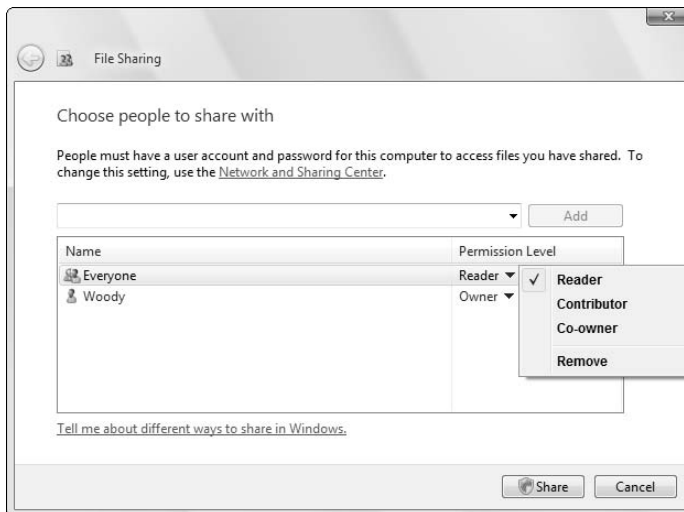 File Sharing
Choose people to share with
People must have a user account and password for this computer to access files you have shared. To
change this setting, use the Network and Sharing Center.
Add
Name Permission Level
Everyone Reader
Woody Owner
Reader
Contributor
Co-owner
Remove
Tell me about different ways to share in Windows.
Share Cancel